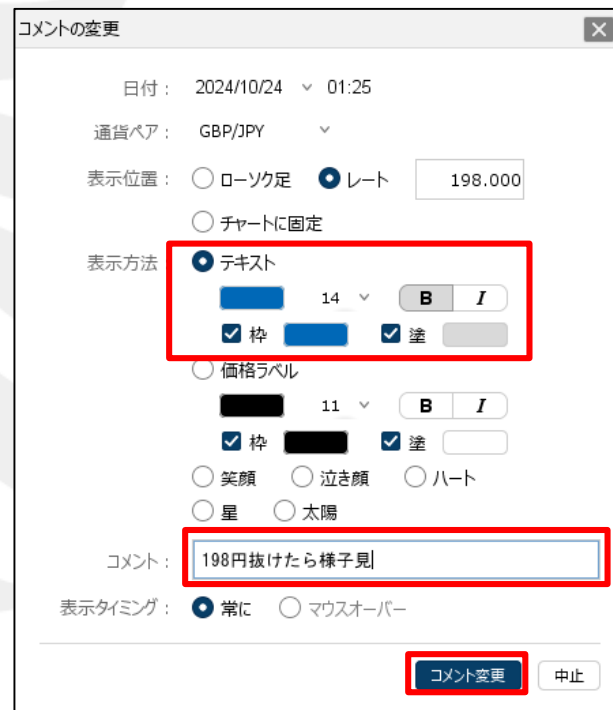 コメントの変更
日付： 2024/10/24 01:25
通貨ペア： GBP/JPY
表示位置： ローソク足 レート 198.000
チャートに固定
表示方法 テキスト
14 B I
枠 塗
価格ラベル
11 B I
枠 塗
笑顔 泣き顔 ハート
星 太陽
コメント： 198円抜けたら様子見
表示タイミング： 常に マウスオーバー
コメント変更 中止